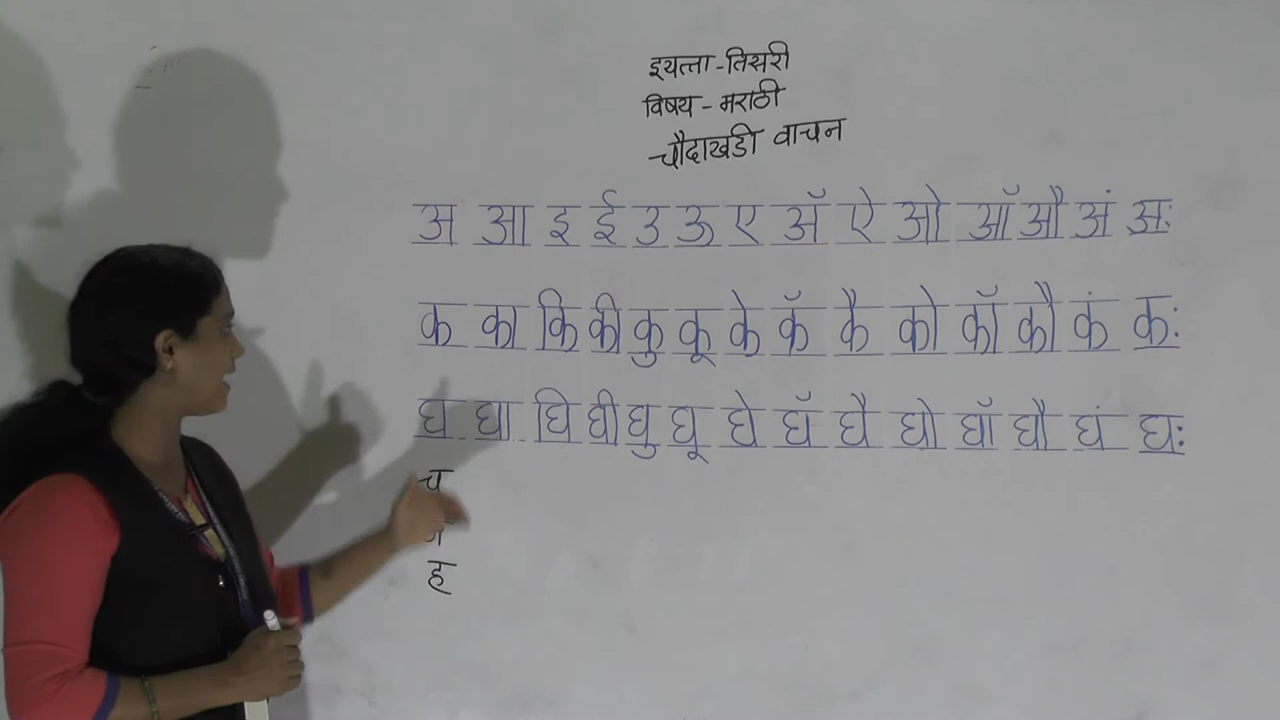 इयत्ता - तिसरी
विषय - मराठी
चौदाखडी वाचन
अ आ इ ई उ ऊ ए ॲ ऐ ओ ऑ औ अं अः
क का कि की कु कू के कॅ कै को कॉ कौ कं कः
घ घा घि घी घु घू घे घॅ घै घो घॉ घौ घं घः
च
ह